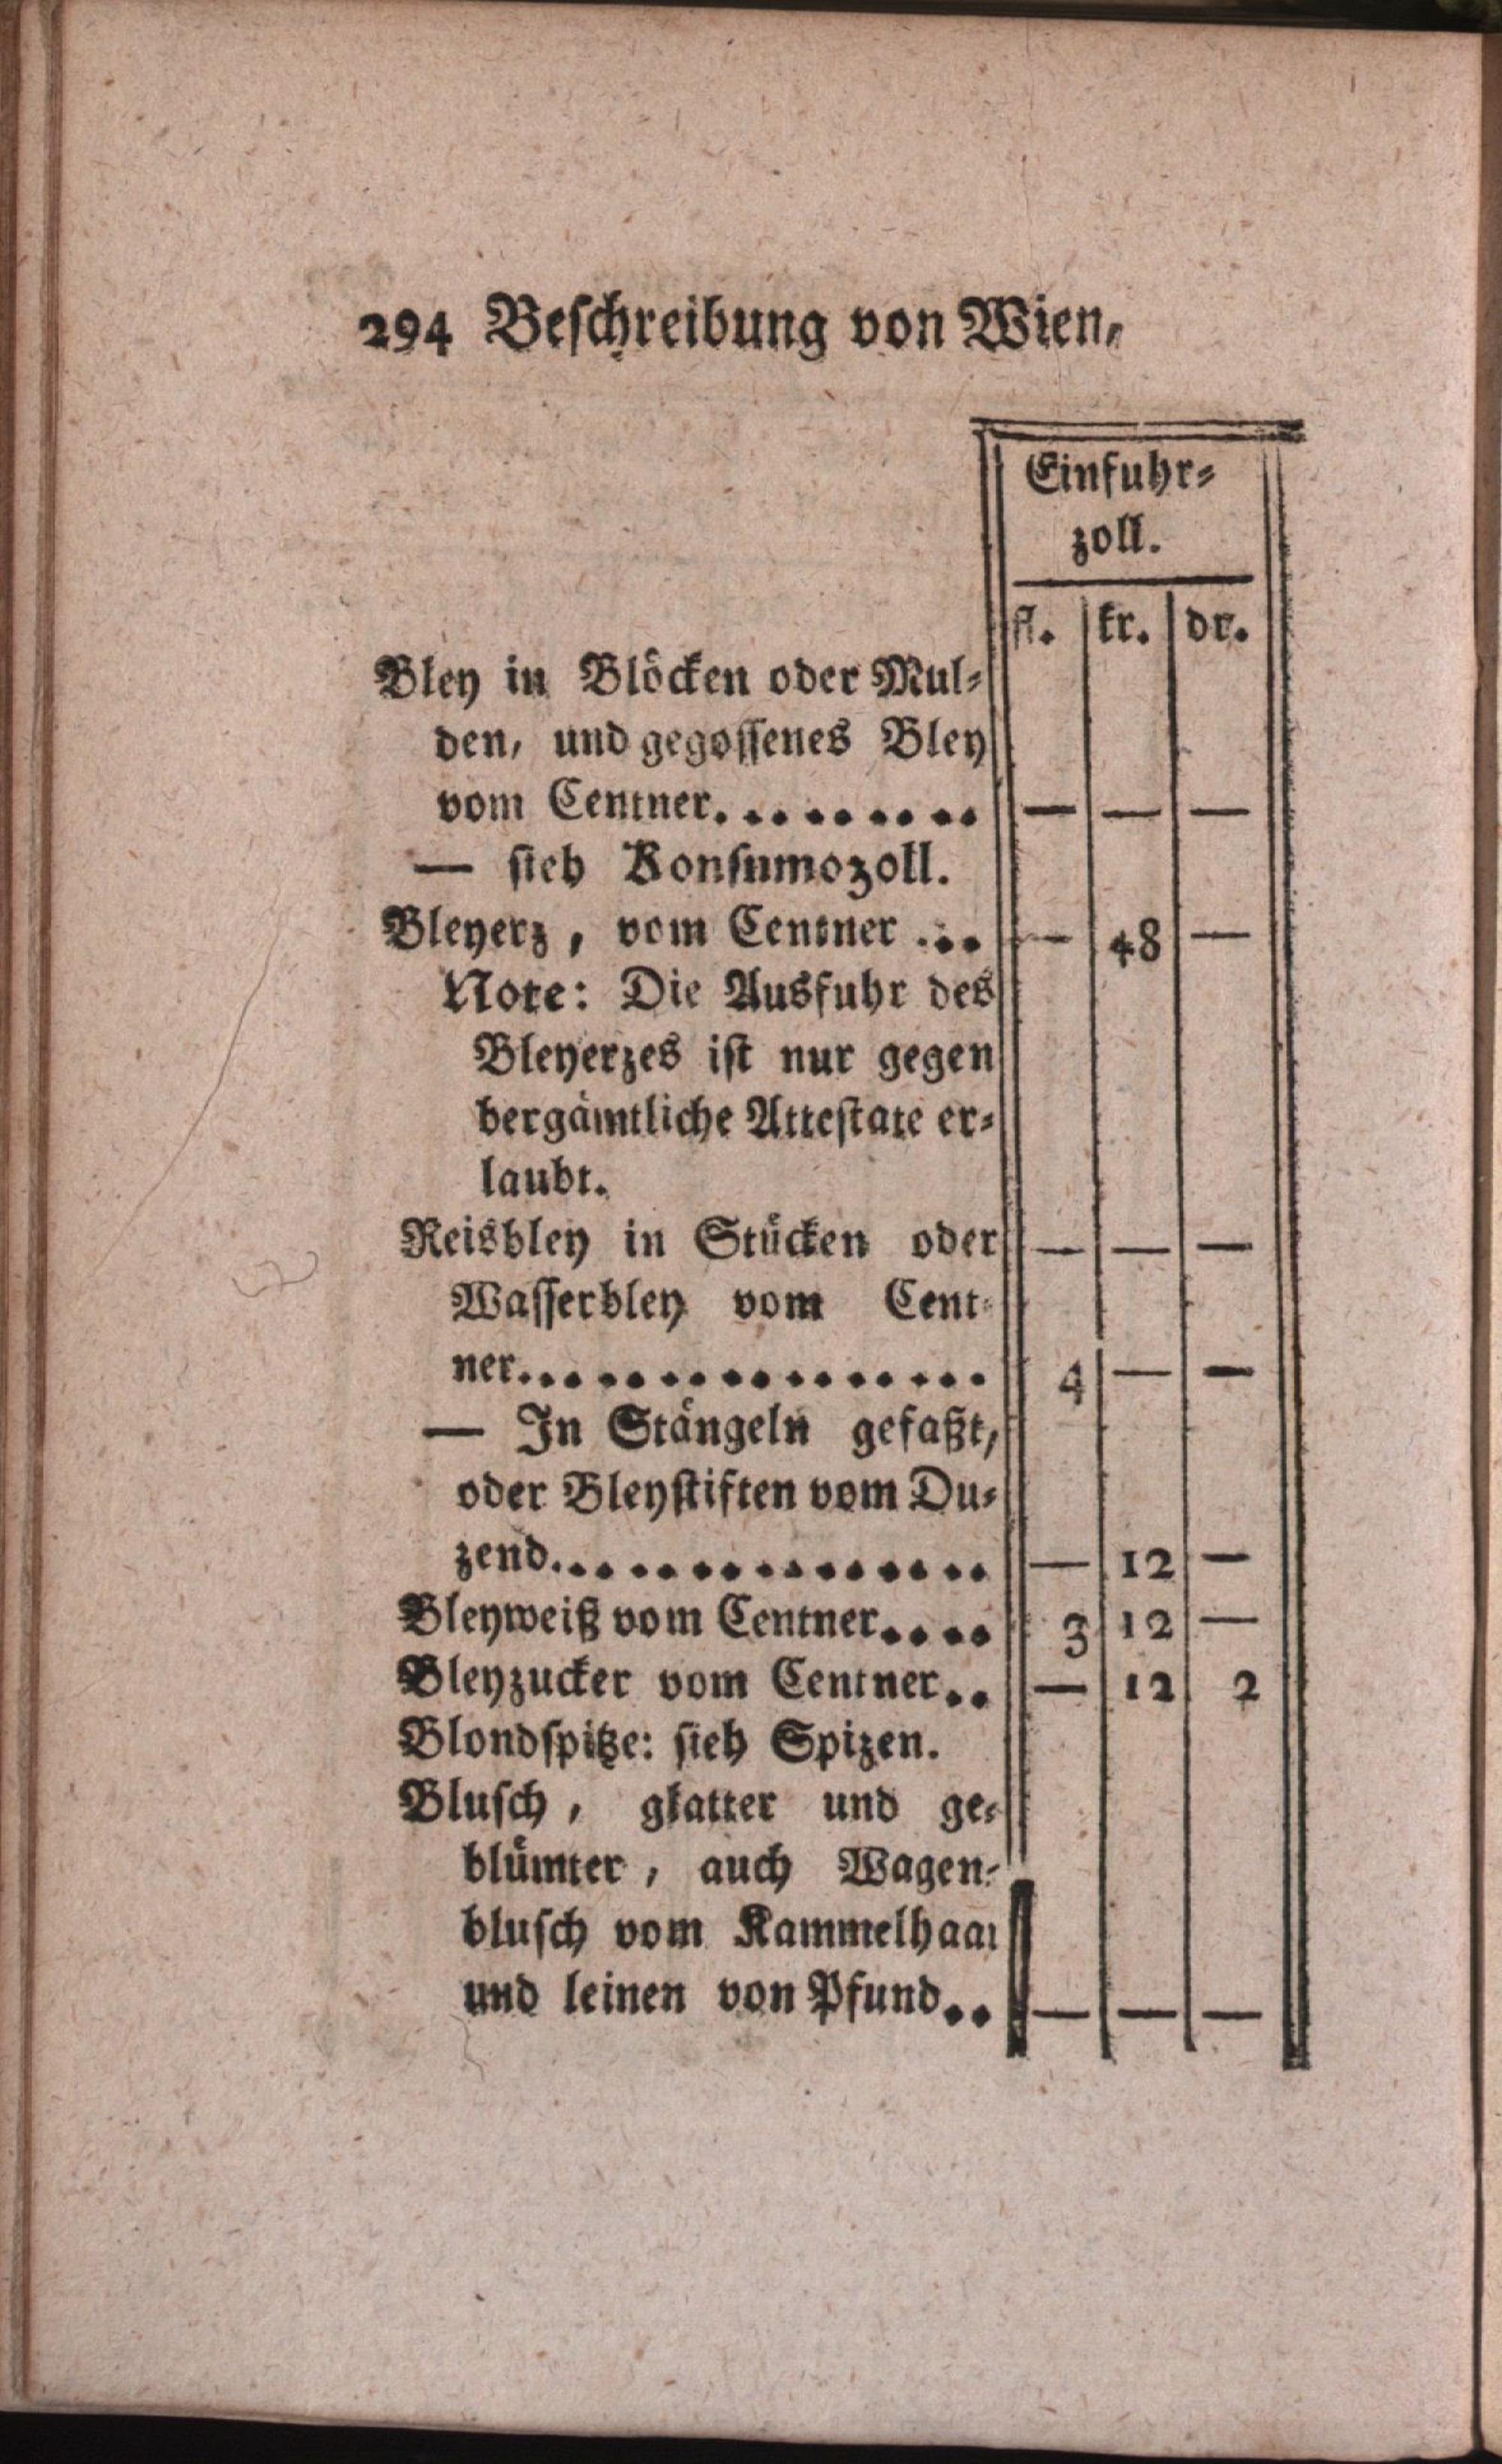 294 Beschreibung von Wien,
Einfuhr-
zoll.
fl. kr. dr.
Bley in Blöcken oder Mul-
den, und gegossenes Bley
vom Centner......... — — —
— sieh Konsumozoll.
Bleyerz, vom Centner ... — 48 —
Note: Die Ausfuhr des
Bleyerzes ist nur gegen
bergämtliche Attestate er-
laubt.
Reisbley in Stücken oder — — —
Wasserbley vom Cent-
ner............... 4 — —
— In Stängeln gefaßt,
oder Bleystiften vom Du-
zend.............. — 12 —
Bleyweiß vom Centner.... 3 12 —
Bleyzucker vom Centner.. — 12 2
Blondspitze: sieh Spizen.
Blusch, glatter und ge-
blümter, auch Wagen-
blusch vom Kammelhaar
und leinen von Pfund.. — — —